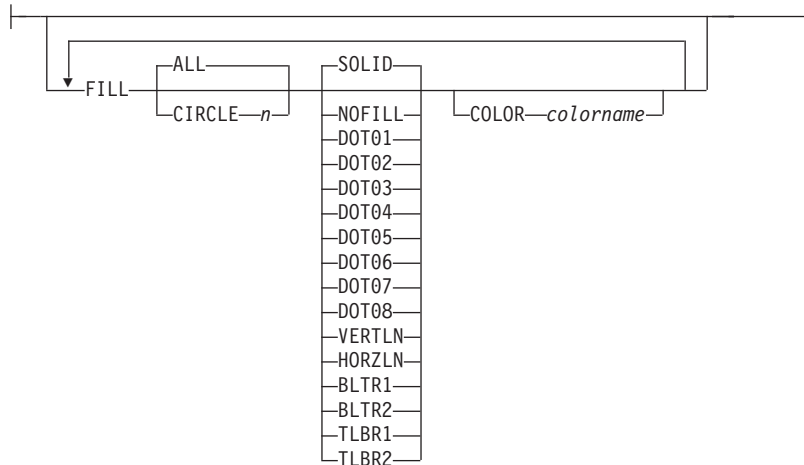 ALL
SOLID
FILL
CIRCLE n
NOFILL
COLOR colorname
DOT01
DOT02
DOT03
DOT04
DOT05
DOT06
DOT07
DOT08
VERTLN
HORZLN
BLTR1
BLTR2
TLBR1
TLBR2